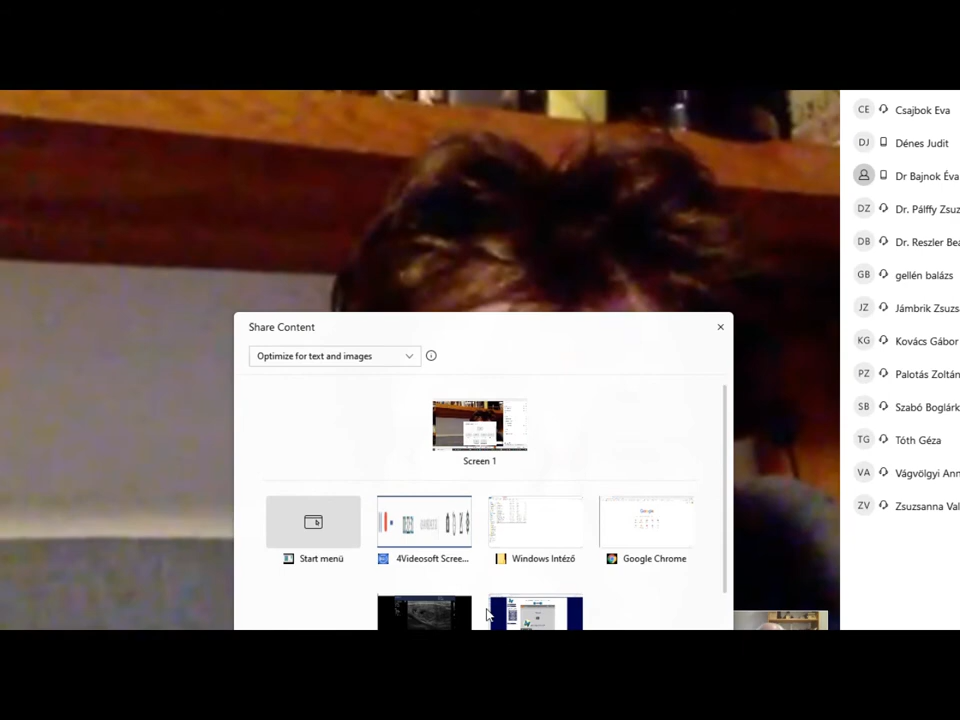 CE Csajbok Eva
DJ Dénes Judit
Dr Bajnok Éva
DZ Dr. Pálffy Zsuz
DB Dr. Reszler Bea
GB gellén balázs
JZ Jámbrik Zsuzs
KG Kovács Gábor
PZ Palotás Zoltán
SB Szabó Boglárk
TG Tóth Géza
VA Vágvölgyi Ann
ZV Zsuzsanna Val
Share Content
Optimize for text and images
Screen 1
Start menü
4Videosoft Scree...
Windows Intéző
Google Chrome
Google